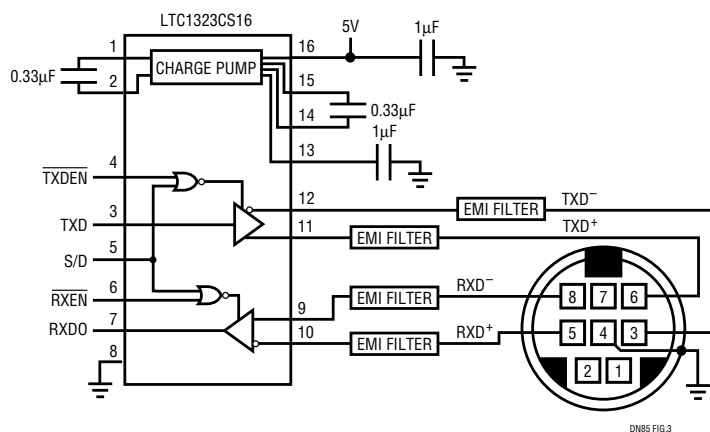 LTC1323CS16
1
2
0.33µF
CHARGE PUMP
16
5V
1µF
15
14
0.33µF
13
1µF
4
TXDEN
3
TXD
5
S/D
6
RXEN
7
RXDO
8
12
11
9
10
EMI FILTER
TXD–
EMI FILTER
TXD+
EMI FILTER
RXD–
EMI FILTER
RXD+
8 7 6
5 4 3
2 1
DN85 FIG.3